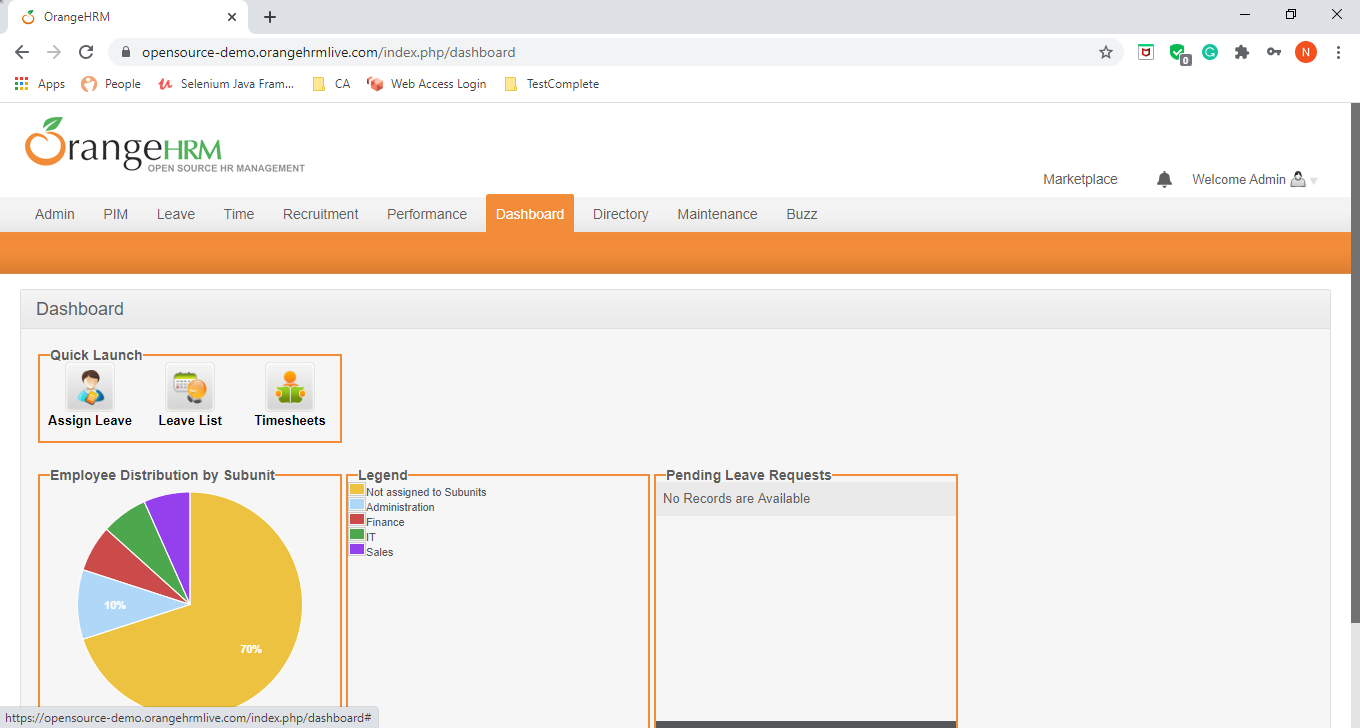 OrangeHRM
opensource-demo.orangehrmlive.com/index.php/dashboard
0
N
Apps People Selenium Java Fram... CA Web Access Login TestComplete
OrangeHRM
OPEN SOURCE HR MANAGEMENT
Marketplace Welcome Admin
Admin PIM Leave Time Recruitment Performance Dashboard Directory Maintenance Buzz
Dashboard
Quick Launch
Assign Leave Leave List Timesheets
Employee Distribution by Subunit
10%
70%
Legend
Not assigned to Subunits
Administration
Finance
IT
Sales
Pending Leave Requests
No Records are Available
https://opensource-demo.orangehrmlive.com/index.php/dashboard#